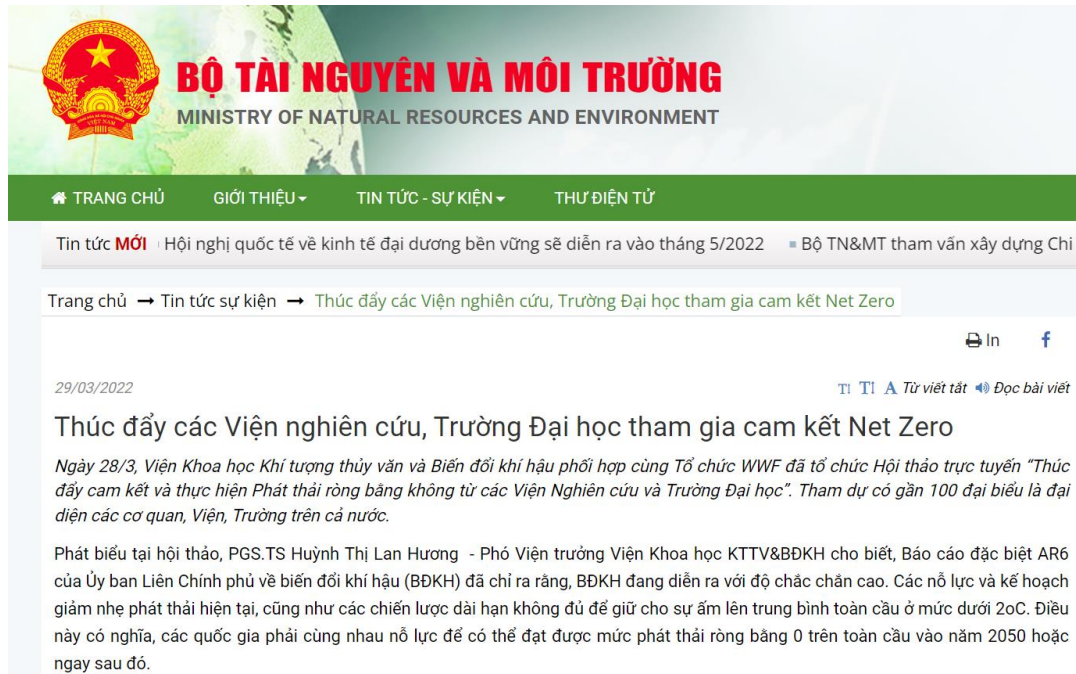 BỘ TÀI NGUYÊN VÀ MÔI TRƯỜNG
MINISTRY OF NATURAL RESOURCES AND ENVIRONMENT
VIỆT NAM
TRANG CHỦ GIỚI THIỆU TIN TỨC - SỰ KIỆN THƯ ĐIỆN TỬ
Tin tức MỚI Hội nghị quốc tế về kinh tế đại dương bền vững sẽ diễn ra vào tháng 5/2022 Bộ TN&MT tham vấn xây dựng Chi
Trang chủ → Tin tức sự kiện → Thúc đẩy các Viện nghiên cứu, Trường Đại học tham gia cam kết Net Zero
In f
29/03/2022 TI TI A Từ viết tắt Đọc bài viết
Thúc đẩy các Viện nghiên cứu, Trường Đại học tham gia cam kết Net Zero
Ngày 28/3, Viện Khoa học Khí tượng thủy văn và Biến đổi khí hậu phối hợp cùng Tổ chức WWF đã tổ chức Hội thảo trực tuyến “Thúc
đẩy cam kết và thực hiện Phát thải ròng bằng không từ các Viện Nghiên cứu và Trường Đại học”. Tham dự có gần 100 đại biểu là đại
diện các cơ quan, Viện, Trường trên cả nước.
Phát biểu tại hội thảo, PGS.TS Huỳnh Thị Lan Hương - Phó Viện trưởng Viện Khoa học KTTV&BĐKH cho biết, Báo cáo đặc biệt AR6
của Ủy ban Liên Chính phủ về biến đổi khí hậu (BĐKH) đã chỉ ra rằng, BĐKH đang diễn ra với độ chắc chắn cao. Các nỗ lực và kế hoạch
giảm nhẹ phát thải hiện tại, cũng như các chiến lược dài hạn không đủ để giữ cho sự ấm lên trung bình toàn cầu ở mức dưới 2oC. Điều
này có nghĩa, các quốc gia phải cùng nhau nỗ lực để có thể đạt được mức phát thải ròng bằng 0 trên toàn cầu vào năm 2050 hoặc
ngay sau đó.